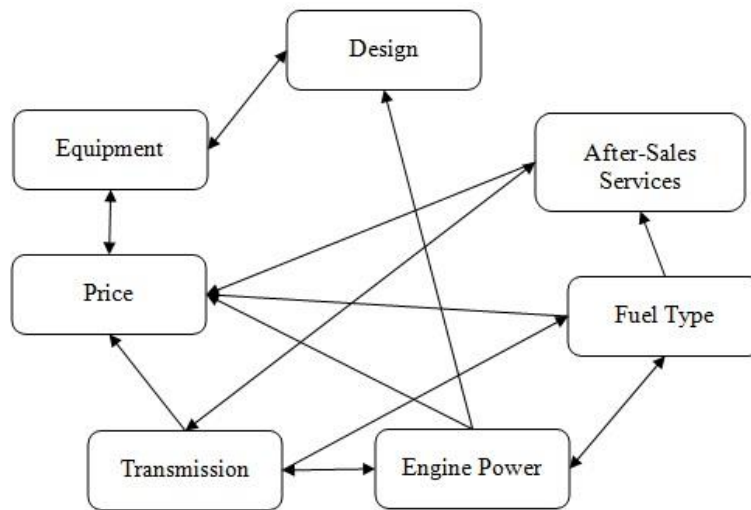 Design
Equipment
After-Sales
Services
Price
Fuel Type
Transmission
Engine Power